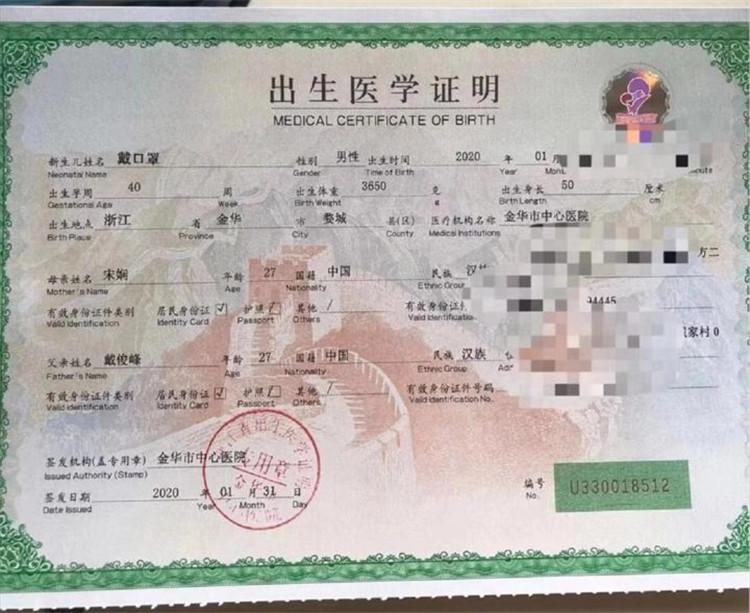 出生医学证明
MEDICAL CERTIFICATE OF BIRTH
新生儿姓名 戴口罩 性别 男性 出生时间 2020 年 01 月
Neonatal Name Gender Time of Birth Year
出生孕周 40 周 出生体重 3650 克 出生身长 50 厘米
Gestational Age Week Birth Weight g Birth Length cm
出生地点 浙江 省 金华 市 婺城 县(区) 医疗机构名称 金华市中心医院
Birth Place Province City County Medical Institutions
方二
母亲姓名 宋娴 年龄 27 国籍 中国 民族
Mother's Name Age Nationality Ethnic Group
有效身份证件类别 居民身份证 √ 护照 / 其他 / 有效身份证
Valid Identification Identity Card Passport Others Valid Identification
家村0
父亲姓名 戴俊峰 年龄 27 国籍 中国 民族 汉族
Father's Name Age Nationality Ethnic Group
有效身份证件类别 居民身份证 √ 护照 / 其他 / 有效身份证件号码
Valid Identification Identity Card Passport Others Valid Identification No.
签发机构(盖专用章) 金华市中心医院
Issued Authority (Stamp)
专用章
签发日期 2020 年 01 月 31 日
Date Issued Year Month Day
编号 U330018512
No.